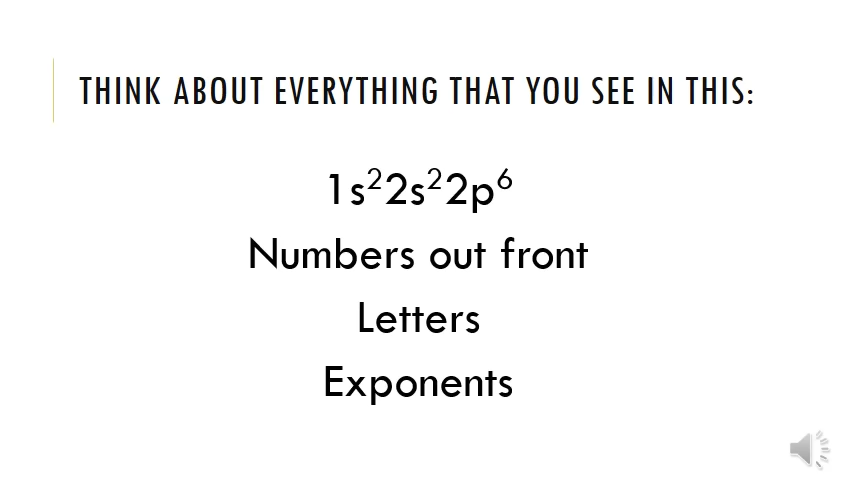 THINK ABOUT EVERYTHING THAT YOU SEE IN THIS:
1s²2s²2p⁶
Numbers out front
Letters
Exponents